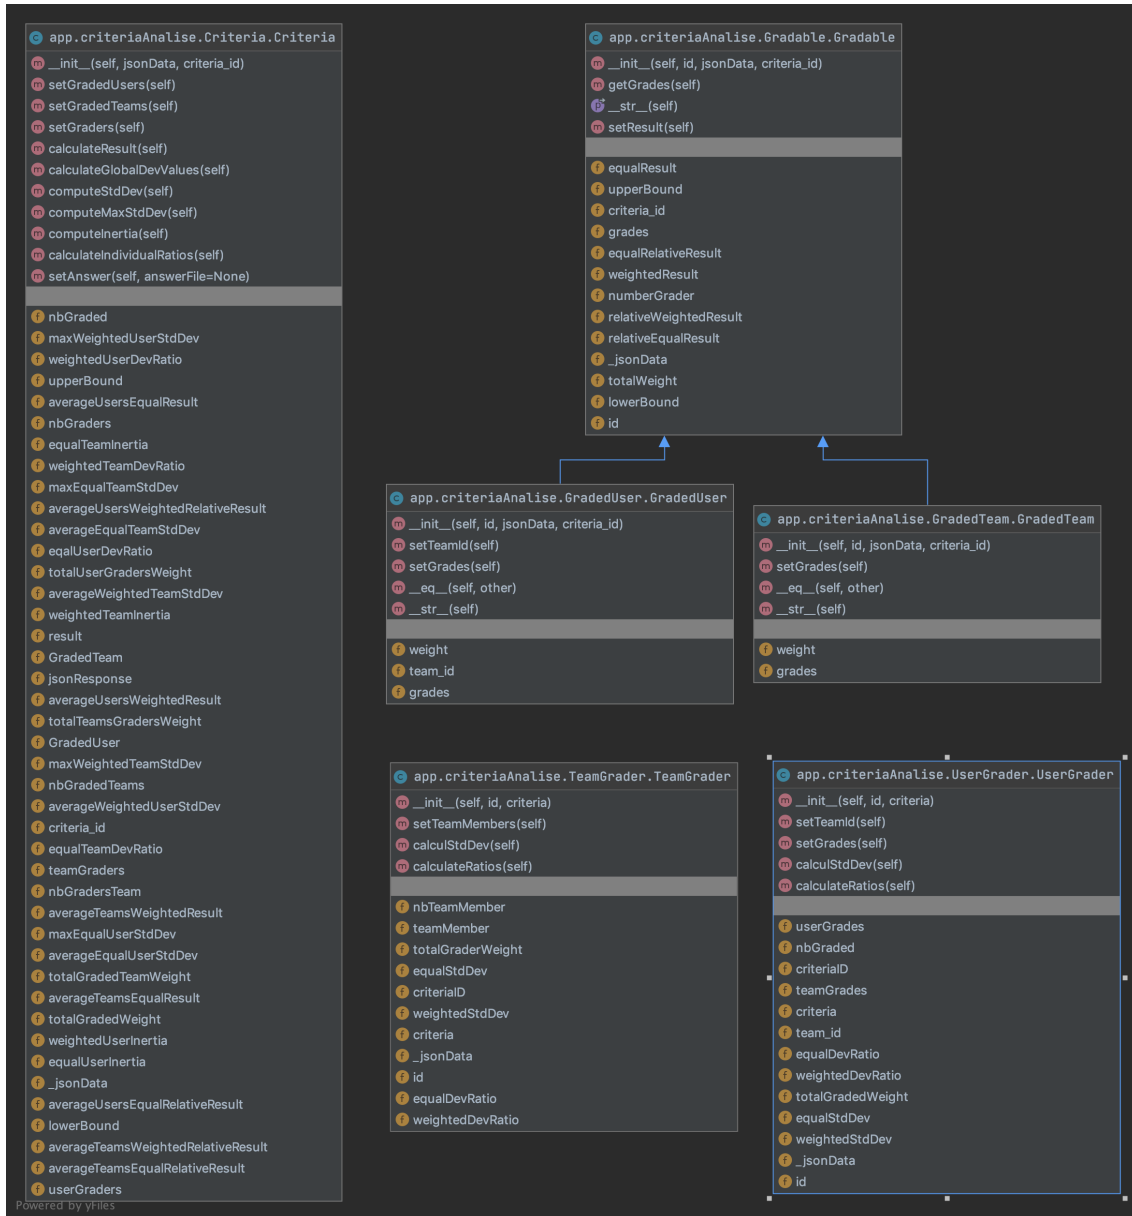 app.criteriaAnalise.Criteria.Criteria
__init__(self, jsonData, criteria_id)
setGradedUsers(self)
setGradedTeams(self)
setGraders(self)
calculateResult(self)
calculateGlobalDevValues(self)
computeStdDev(self)
computeMaxStdDev(self)
computeInertia(self)
calculateIndividualRatios(self)
setAnswer(self, answerFile=None)
nbGraded
maxWeightedUserStdDev
weightedUserDevRatio
upperBound
averageUsersEqualResult
nbGraders
equalTeamInertia
weightedTeamDevRatio
maxEqualTeamStdDev
averageUsersWeightedRelativeResult
averageEqualTeamStdDev
eqalUserDevRatio
totalUserGradersWeight
averageWeightedTeamStdDev
weightedTeamInertia
result
GradedTeam
jsonResponse
averageUsersWeightedResult
totalTeamsGradersWeight
GradedUser
maxWeightedTeamStdDev
nbGradedTeams
averageWeightedUserStdDev
criteria_id
equalTeamDevRatio
teamGraders
nbGradersTeam
averageTeamsWeightedResult
maxEqualUserStdDev
averageEqualUserStdDev
totalGradedTeamWeight
averageTeamsEqualResult
totalGradedWeight
weightedUserInertia
equalUserInertia
_jsonData
averageUsersEqualRelativeResult
lowerBound
averageTeamsWeightedRelativeResult
averageTeamsEqualRelativeResult
userGraders
app.criteriaAnalise.Gradable.Gradable
__init__(self, id, jsonData, criteria_id)
getGrades(self)
__str__(self)
setResult(self)
equalResult
upperBound
criteria_id
grades
equalRelativeResult
weightedResult
numberGrader
relativeWeightedResult
relativeEqualResult
_jsonData
totalWeight
lowerBound
id
app.criteriaAnalise.GradedUser.GradedUser
__init__(self, id, jsonData, criteria_id)
setTeamId(self)
setGrades(self)
__eq__(self, other)
__str__(self)
weight
team_id
grades
app.criteriaAnalise.GradedTeam.GradedTeam
__init__(self, id, jsonData, criteria_id)
setGrades(self)
__eq__(self, other)
__str__(self)
weight
grades
app.criteriaAnalise.TeamGrader.TeamGrader
__init__(self, id, criteria)
setTeamMembers(self)
calculStdDev(self)
calculateRatios(self)
nbTeamMember
teamMember
totalGraderWeight
equalStdDev
criteriaID
weightedStdDev
criteria
_jsonData
id
equalDevRatio
weightedDevRatio
app.criteriaAnalise.UserGrader.UserGrader
__init__(self, id, criteria)
setTeamId(self)
setGrades(self)
calculStdDev(self)
calculateRatios(self)
userGrades
nbGraded
criteriaID
teamGrades
criteria
team_id
equalDevRatio
weightedDevRatio
totalGradedWeight
equalStdDev
weightedStdDev
_jsonData
id
Powered by yFiles